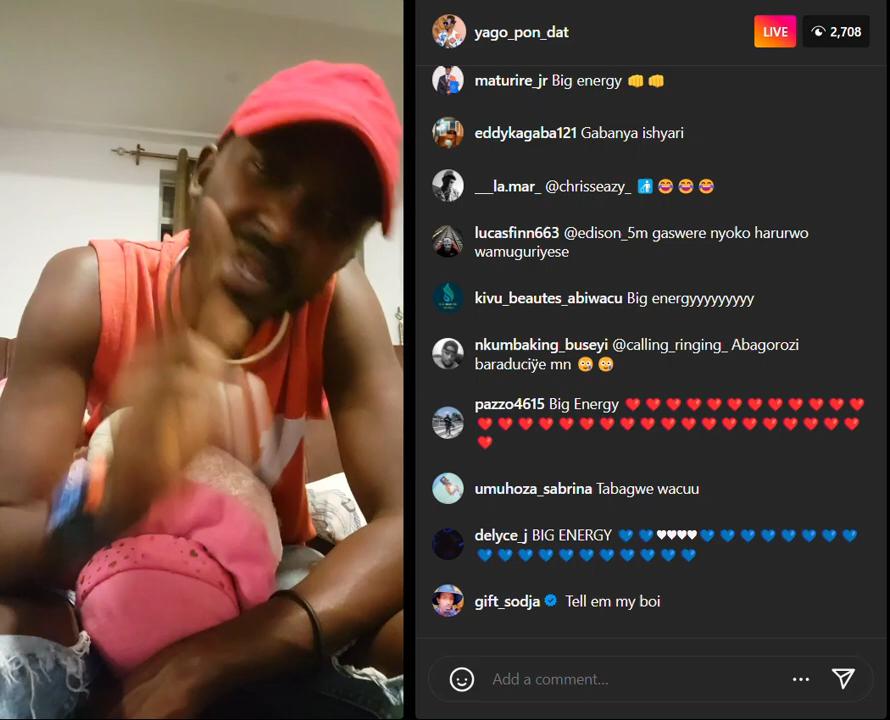 yago_pon_dat
LIVE
2,708
maturire_jr Big energy 👊 👊
eddykagaba121 Gabanya ishyari
___la.mar_ @chrisseazy_ 🚮 😂 😂 😂
lucasfinn663 @edison_5m gaswere nyoko harurwo
wamuguriyese
kivu_beautes_abiwacu Big energyyyyyyyyy
nkumbaking_buseyi @calling_ringing_ Abagorozi
baraduciÿe mn 😳 😳
pazzo4615 Big Energy ❤️ ❤️ ❤️ ❤️ ❤️ ❤️ ❤️ ❤️ ❤️ ❤️ ❤️ ❤️
❤️ ❤️ ❤️ ❤️ ❤️ ❤️ ❤️ ❤️ ❤️ ❤️ ❤️ ❤️ ❤️ ❤️ ❤️ ❤️ ❤️ ❤️ ❤️
❤️
umuhoza_sabrina Tabagwe wacuu
delyce_j BIG ENERGY 💙 💙 🤍🤍🤍🤍 💙 💙 💙 💙 💙 💙 💙 💙
💙 💙 💙 💙 💙 💙 💙 💙 💙 💙 💙
gift_sodja Tell em my boi
Add a comment...